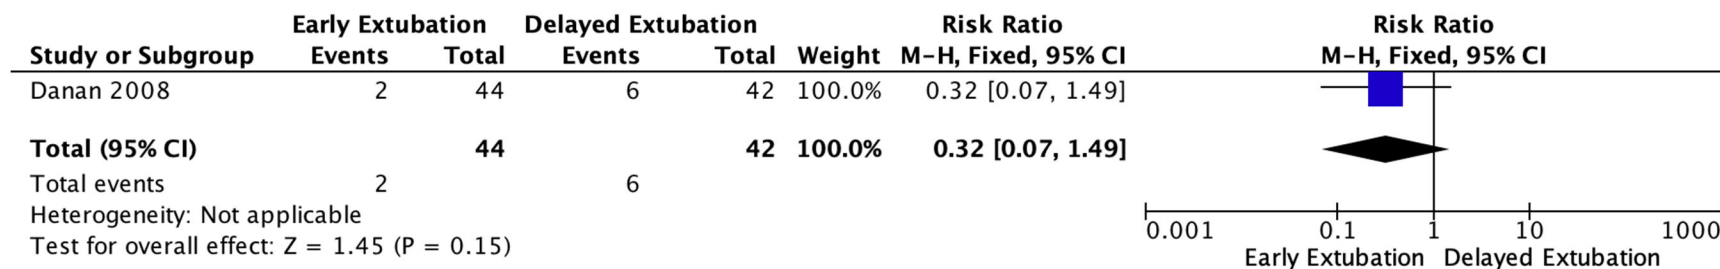 Early Extubation Delayed Extubation Risk Ratio Risk Ratio
Study or Subgroup Events Total Events Total Weight M-H, Fixed, 95% CI M-H, Fixed, 95% CI
Danan 2008 2 44 6 42 100.0% 0.32 [0.07, 1.49]
Total (95% CI) 44 42 100.0% 0.32 [0.07, 1.49]
Total events 2 6
Heterogeneity: Not applicable
Test for overall effect: Z = 1.45 (P = 0.15)
0.001 0.1 1 10 1000
Early Extubation Delayed Extubation